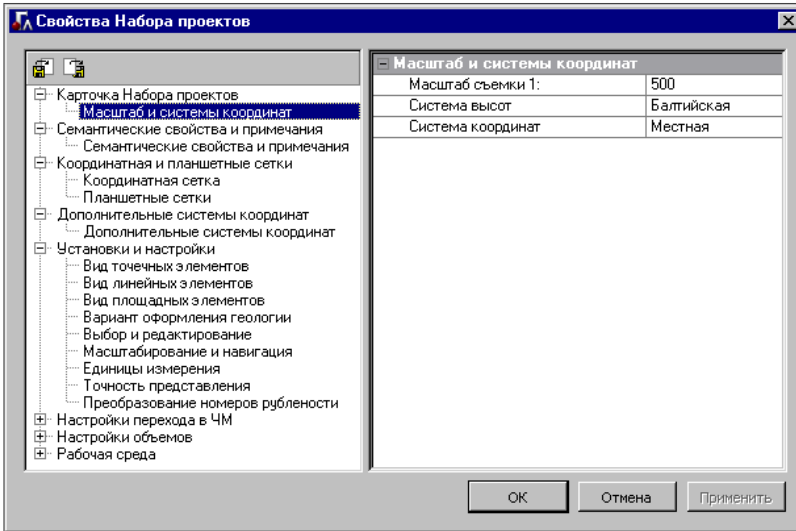 Свойства Набора проектов
Карточка Набора проектов
Масштаб и системы координат
Семантические свойства и примечания
Семантические свойства и примечания
Координатная и планшетные сетки
Координатная сетка
Планшетные сетки
Дополнительные системы координат
Дополнительные системы координат
Установки и настройки
Вид точечных элементов
Вид линейных элементов
Вид площадных элементов
Вариант оформления геологии
Выбор и редактирование
Масштабирование и навигация
Единицы измерения
Точность представления
Преобразование номеров рублености
Настройки перехода в ЧМ
Настройки объемов
Рабочая среда
Масштаб и системы координат
Масштаб съемки 1: 500
Система высот Балтийская
Система координат Местная
ОК Отмена Применить